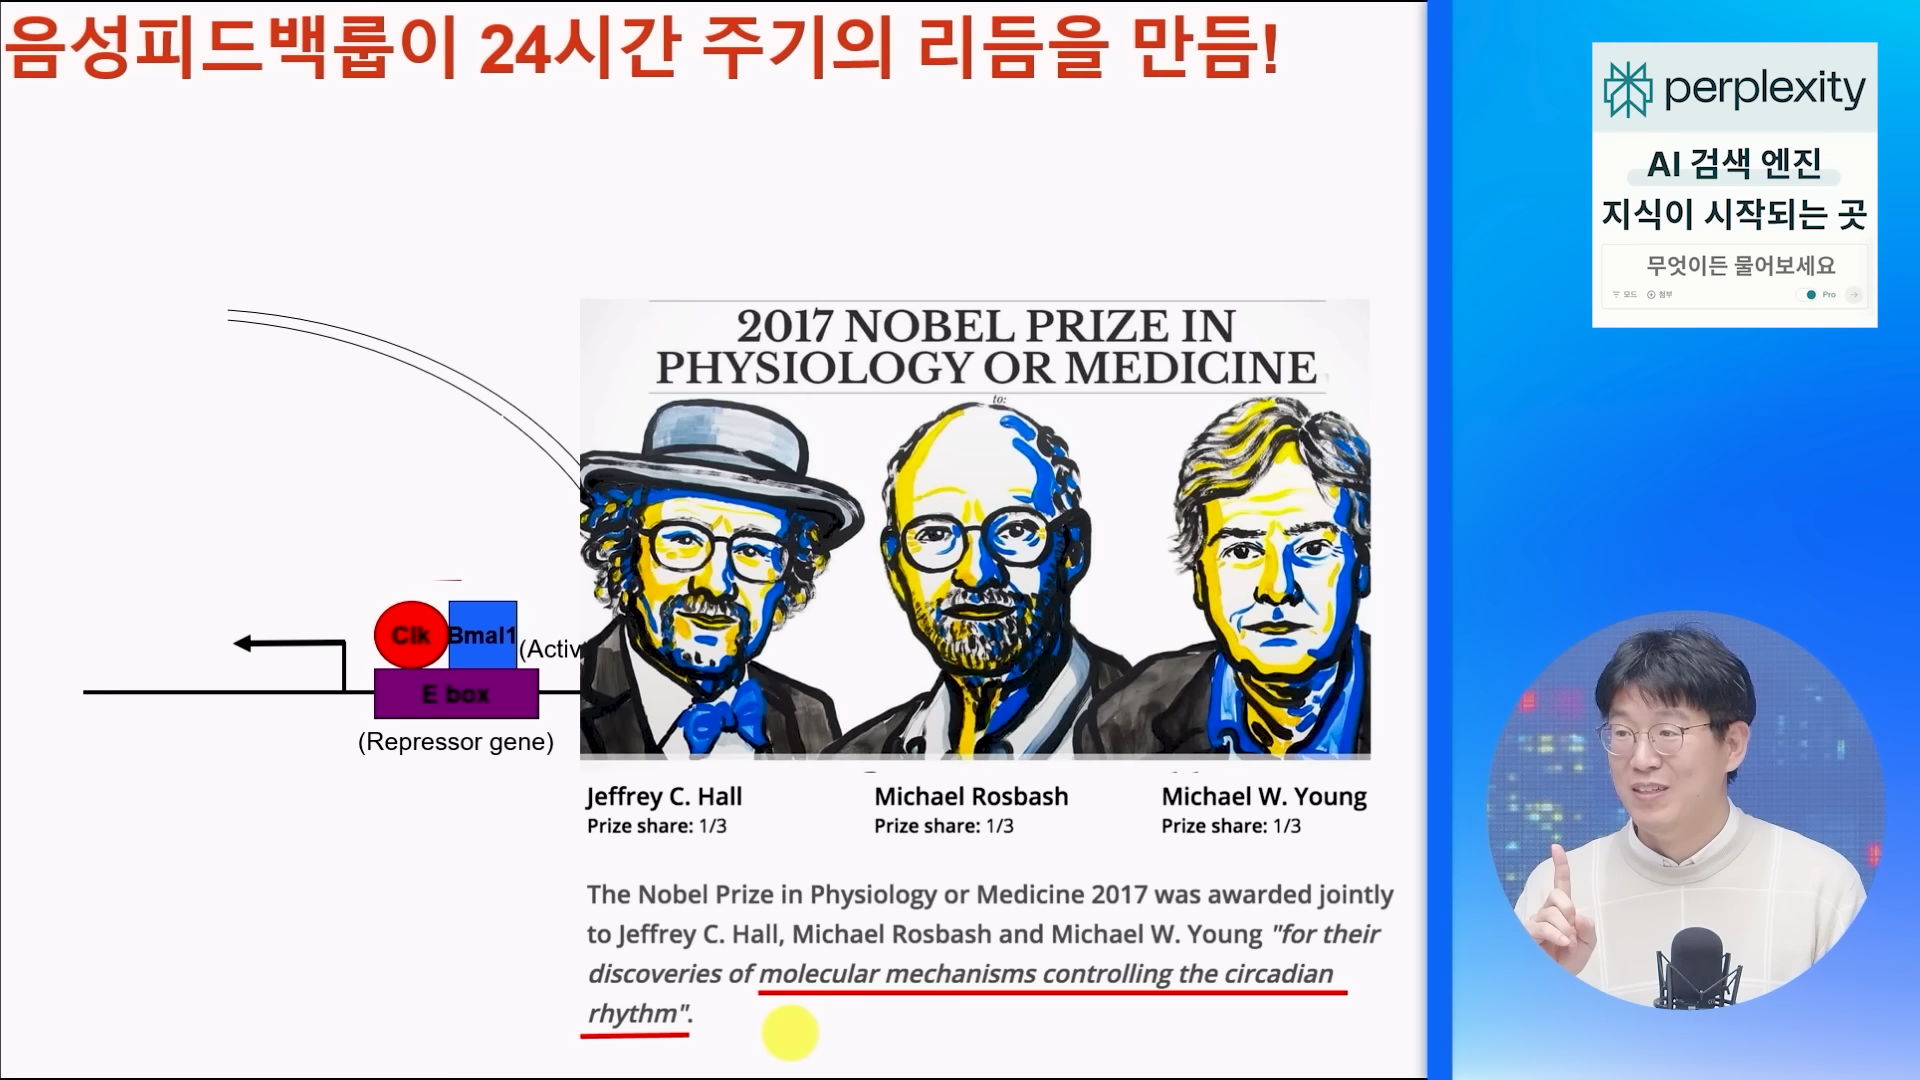 음성피드백룹이 24시간 주기의 리듬을 만듬!
perplexity
AI 검색 엔진
지식이 시작되는 곳
무엇이든 물어보세요
모드 첨부 Pro
2017 NOBEL PRIZE IN
PHYSIOLOGY OR MEDICINE
to:
Clk Bmal1 (Activ
E box
(Repressor gene)
Jeffrey C. Hall
Prize share: 1/3
Michael Rosbash
Prize share: 1/3
Michael W. Young
Prize share: 1/3
The Nobel Prize in Physiology or Medicine 2017 was awarded jointly
to Jeffrey C. Hall, Michael Rosbash and Michael W. Young "for their
discoveries of molecular mechanisms controlling the circadian
rhythm".